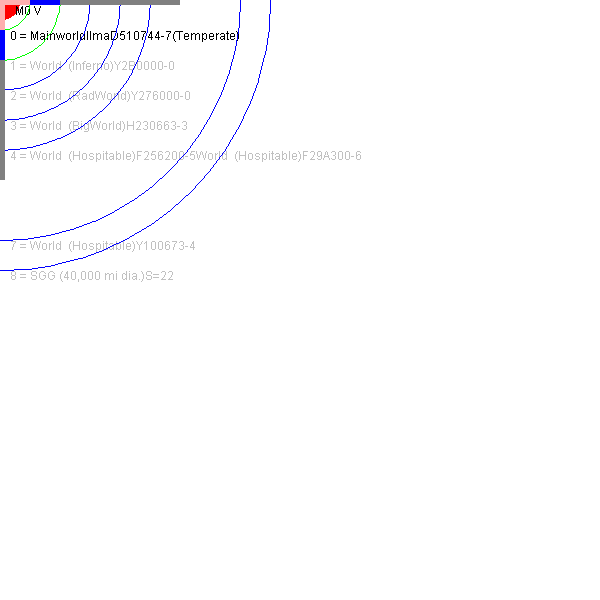 M0 V
0 = MainworldIlmaD510744-7(Temperate)
1 = World (Inferno)Y2B0000-0
2 = World (RadWorld)Y276000-0
3 = World (BigWorld)H230663-3
4 = World (Hospitable)F256200-5World (Hospitable)F29A300-6
7 = World (Hospitable)Y100673-4
8 = SGG (40,000 mi dia.)S=22